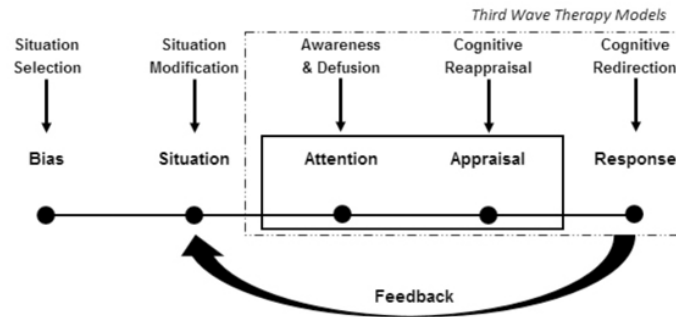 Third Wave Therapy Models
Situation Selection
Situation Modification
Awareness & Defusion
Cognitive Reappraisal
Cognitive Redirection
Bias
Situation
Attention
Appraisal
Response
Feedback